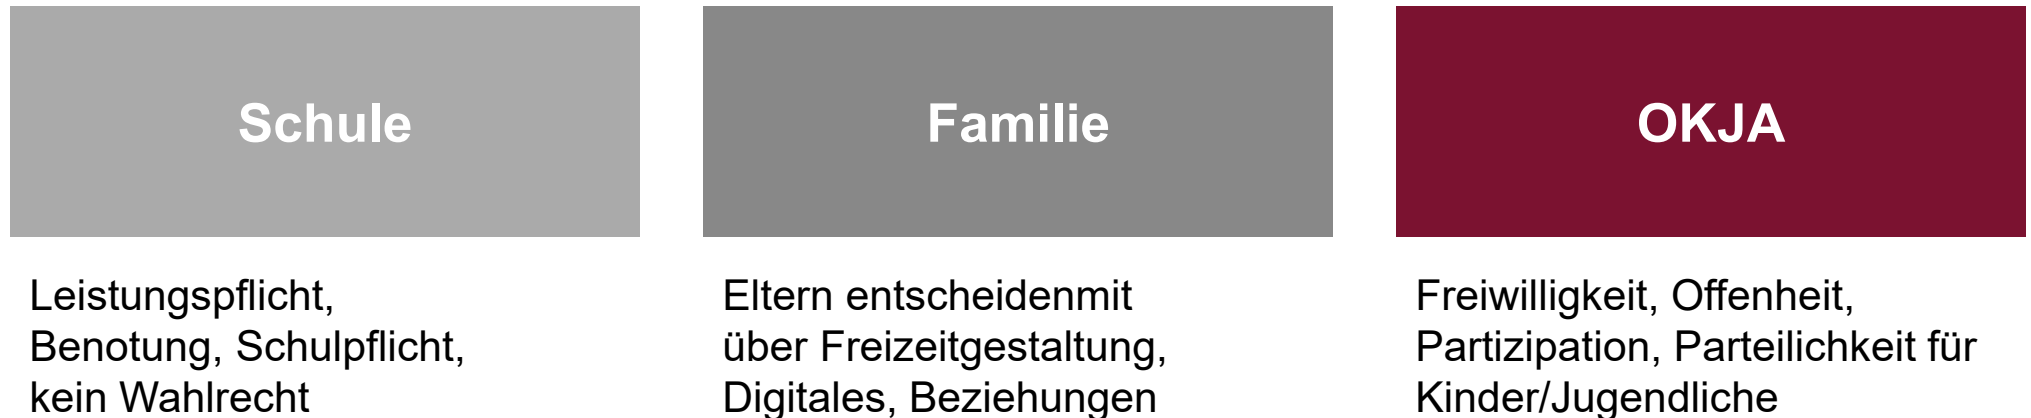 Schule
Leistungspflicht,
Benotung, Schulpflicht,
kein Wahlrecht
Familie
Eltern entscheidenmit
über Freizeitgestaltung,
Digitales, Beziehungen
OKJA
Freiwilligkeit, Offenheit,
Partizipation, Parteilichkeit für
Kinder/Jugendliche